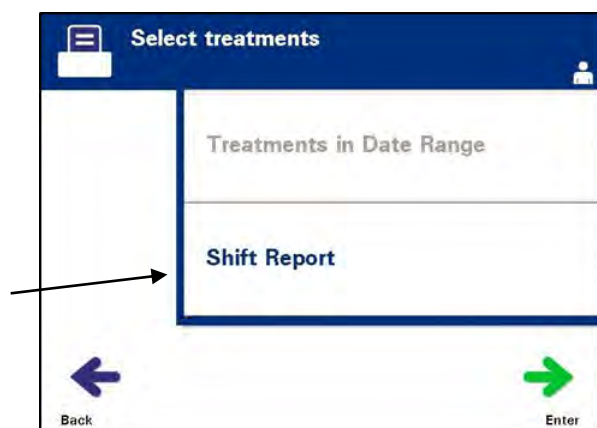 Select treatments
Treatments in Date Range
Shift Report
Back
Enter